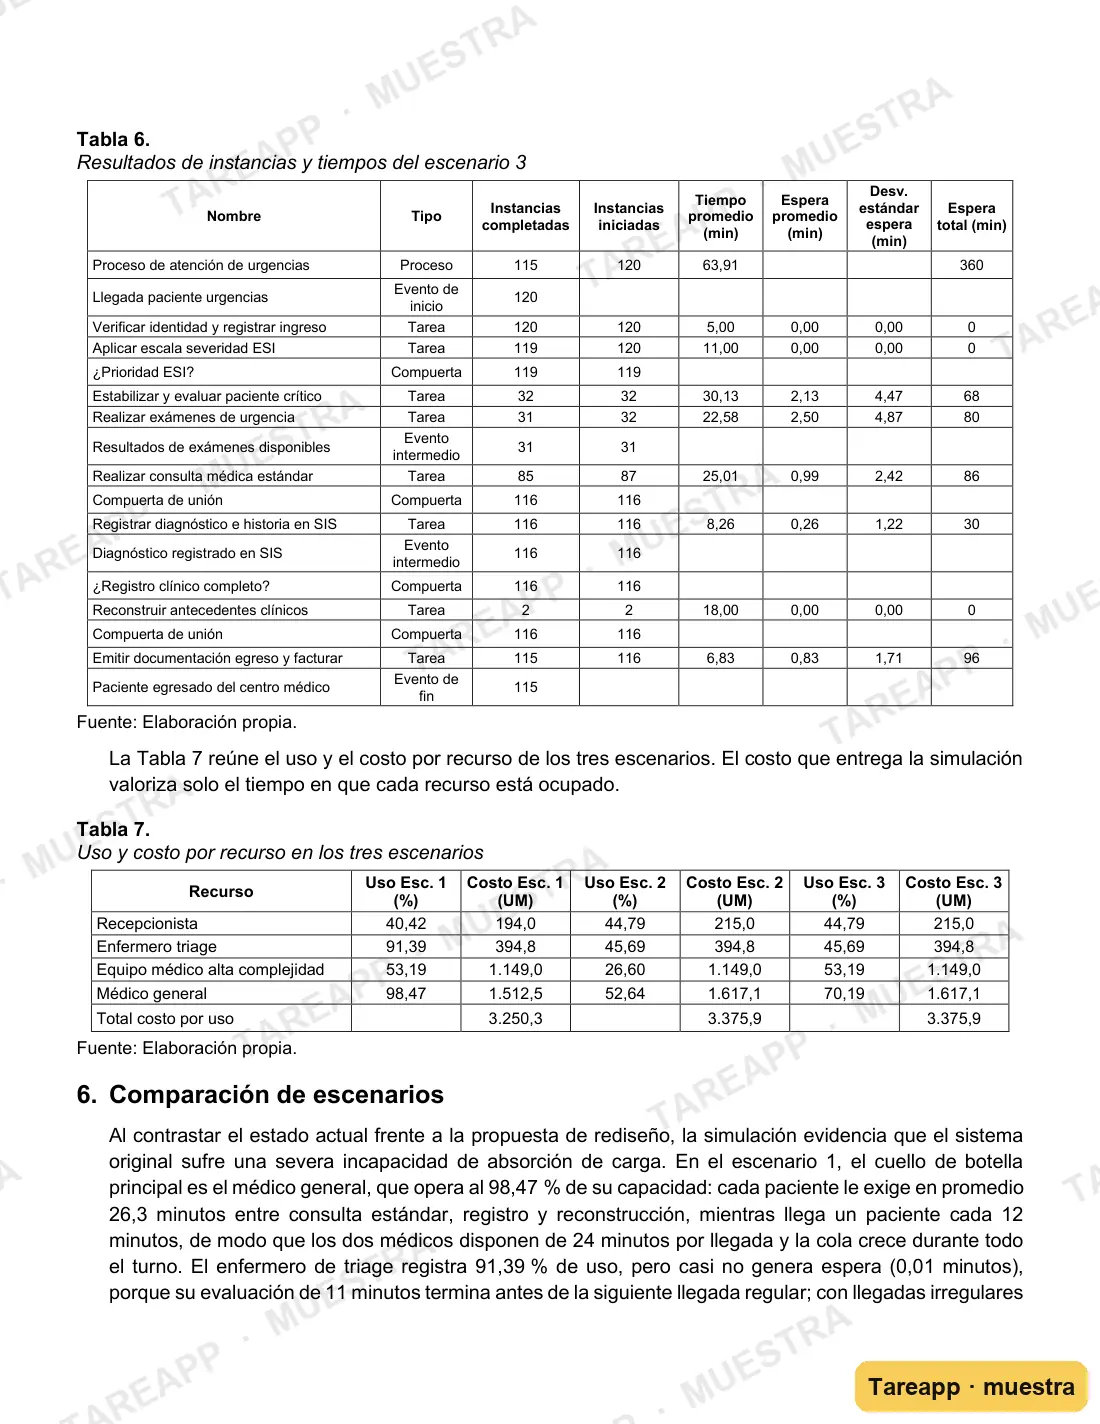 Tabla 6.
Resultados de instancias y tiempos del escenario 3
Nombre Tipo Instancias completadas Instancias iniciadas Tiempo promedio (min) Espera promedio (min) Desv. estándar espera (min) Espera total (min)
Proceso de atención de urgencias Proceso 115 120 63,91 360
Llegada paciente urgencias Evento de inicio 120
Verificar identidad y registrar ingreso Tarea 120 120 5,00 0,00 0,00 0
Aplicar escala severidad ESI Tarea 119 120 11,00 0,00 0,00 0
¿Prioridad ESI? Compuerta 119 119
Estabilizar y evaluar paciente crítico Tarea 32 32 30,13 2,13 4,47 68
Realizar exámenes de urgencia Tarea 31 32 22,58 2,50 4,87 80
Resultados de exámenes disponibles Evento intermedio 31 31
Realizar consulta médica estándar Tarea 85 87 25,01 0,99 2,42 86
Compuerta de unión Compuerta 116 116
Registrar diagnóstico e historia en SIS Tarea 116 116 8,26 0,26 1,22 30
Diagnóstico registrado en SIS Evento intermedio 116 116
¿Registro clínico completo? Compuerta 116 116
Reconstruir antecedentes clínicos Tarea 2 2 18,00 0,00 0,00 0
Compuerta de unión Compuerta 116 116
Emitir documentación egreso y facturar Tarea 115 116 6,83 0,83 1,71 96
Paciente egresado del centro médico Evento de fin 115
Fuente: Elaboración propia.
La Tabla 7 reúne el uso y el costo por recurso de los tres escenarios. El costo que entrega la simulación
valoriza solo el tiempo en que cada recurso está ocupado.
Tabla 7.
Uso y costo por recurso en los tres escenarios
Recurso Uso Esc. 1 (%) Costo Esc. 1 (UM) Uso Esc. 2 (%) Costo Esc. 2 (UM) Uso Esc. 3 (%) Costo Esc. 3 (UM)
Recepcionista 40,42 194,0 44,79 215,0 44,79 215,0
Enfermero triage 91,39 394,8 45,69 394,8 45,69 394,8
Equipo médico alta complejidad 53,19 1.149,0 26,60 1.149,0 53,19 1.149,0
Médico general 98,47 1.512,5 52,64 1.617,1 70,19 1.617,1
Total costo por uso 3.250,3 3.375,9 3.375,9
Fuente: Elaboración propia.
6. Comparación de escenarios
Al contrastar el estado actual frente a la propuesta de rediseño, la simulación evidencia que el sistema
original sufre una severa incapacidad de absorción de carga. En el escenario 1, el cuello de botella
principal es el médico general, que opera al 98,47 % de su capacidad: cada paciente le exige en promedio
26,3 minutos entre consulta estándar, registro y reconstrucción, mientras llega un paciente cada 12
minutos, de modo que los dos médicos disponen de 24 minutos por llegada y la cola crece durante todo
el turno. El enfermero de triage registra 91,39 % de uso, pero casi no genera espera (0,01 minutos),
porque su evaluación de 11 minutos termina antes de la siguiente llegada regular; con llegadas irregulares
TAREAPP · MUESTRA
Tareapp · muestra